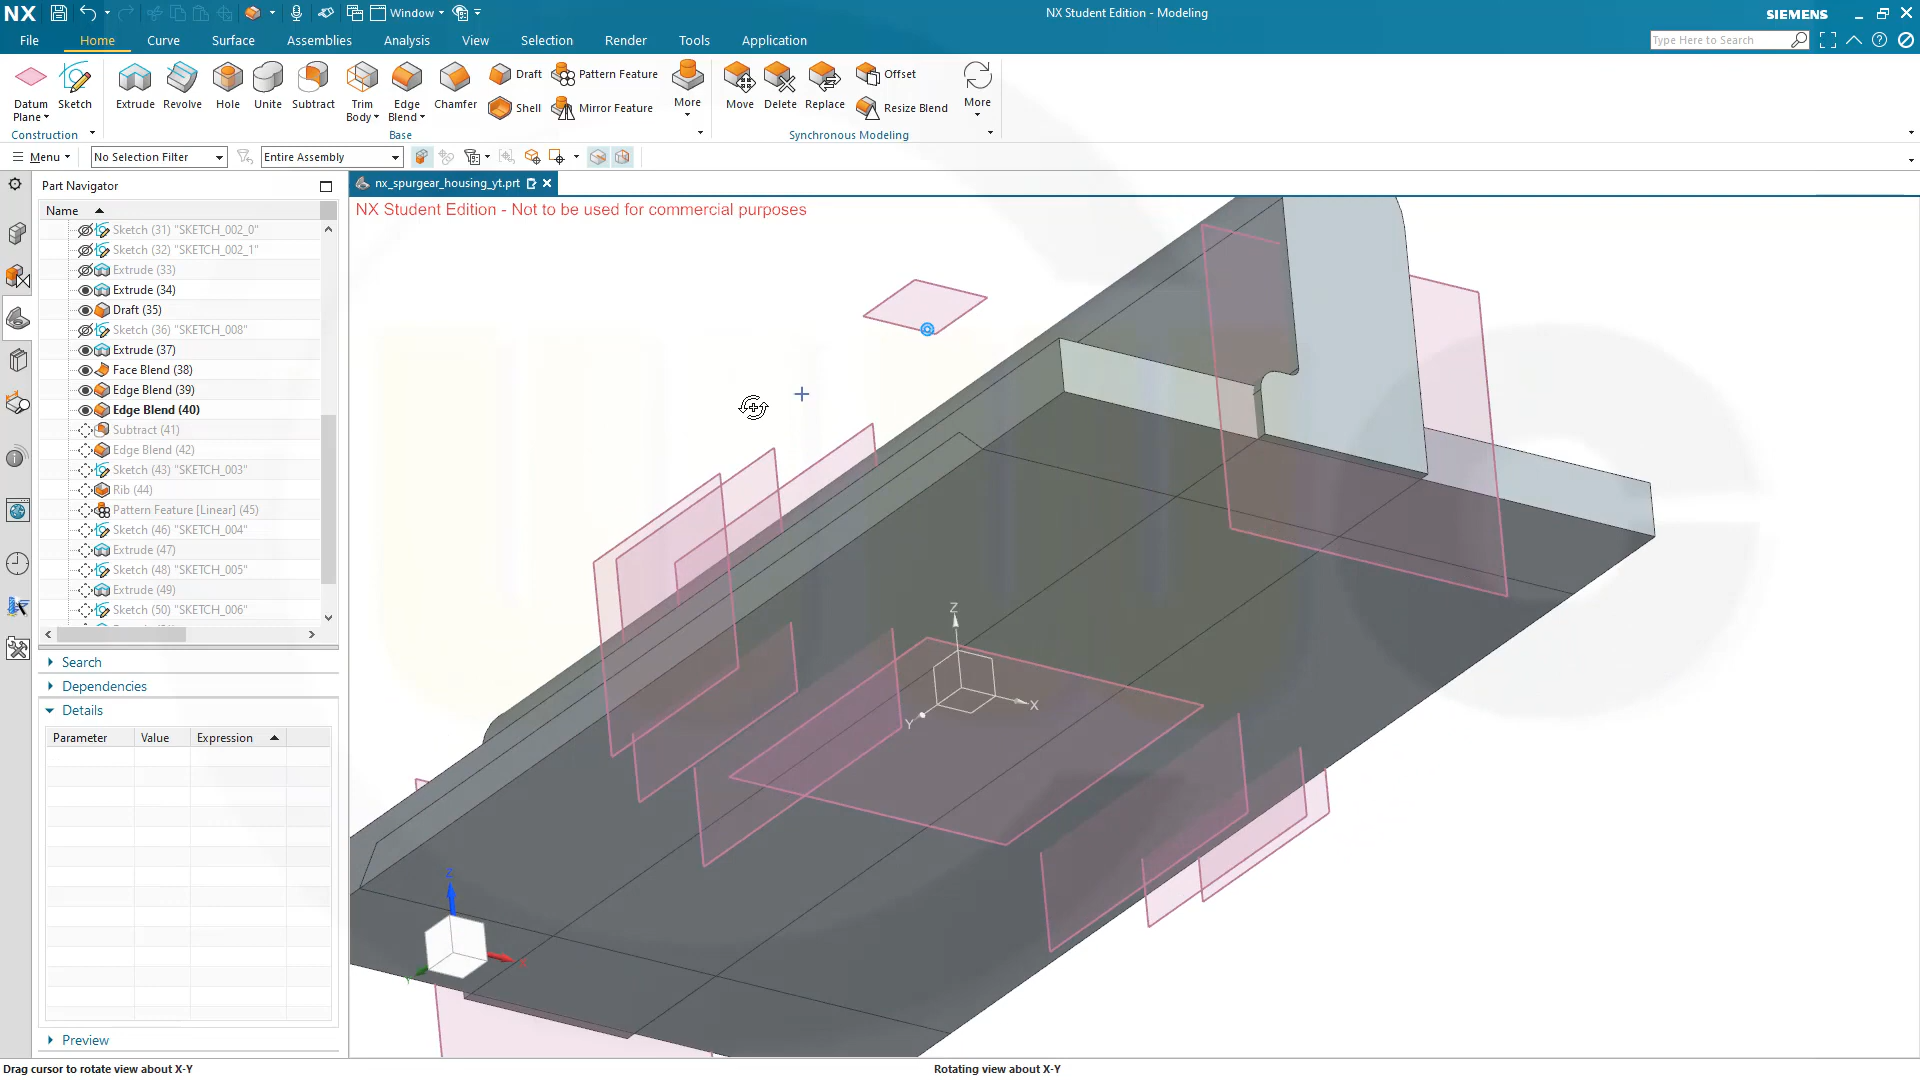 NX
Window
NX Student Edition - Modeling
SIEMENS
File
Home
Curve
Surface
Assemblies
Analysis
View
Selection
Render
Tools
Application
Type Here to Search
Datum Plane
Sketch
Extrude
Revolve
Hole
Unite
Subtract
Trim Body
Edge Blend
Chamfer
Draft
Shell
Pattern Feature
Mirror Feature
More
Move
Delete
Replace
Offset
Resize Blend
More
Construction
Base
Synchronous Modeling
Menu
No Selection Filter
Entire Assembly
Part Navigator
nx_spurgear_housing_yt.prt
NX Student Edition - Not to be used for commercial purposes
Name
Sketch (31) "SKETCH_002_0"
Sketch (32) "SKETCH_002_1"
Extrude (33)
Extrude (34)
Draft (35)
Sketch (36) "SKETCH_008"
Extrude (37)
Face Blend (38)
Edge Blend (39)
Edge Blend (40)
Subtract (41)
Edge Blend (42)
Sketch (43) "SKETCH_003"
Rib (44)
Pattern Feature [Linear] (45)
Sketch (46) "SKETCH_004"
Extrude (47)
Sketch (48) "SKETCH_005"
Extrude (49)
Sketch (50) "SKETCH_006"
Search
Dependencies
Details
Parameter
Value
Expression
Preview
Z
X
Y
Z
X
Y
Drag cursor to rotate view about X-Y
Rotating view about X-Y